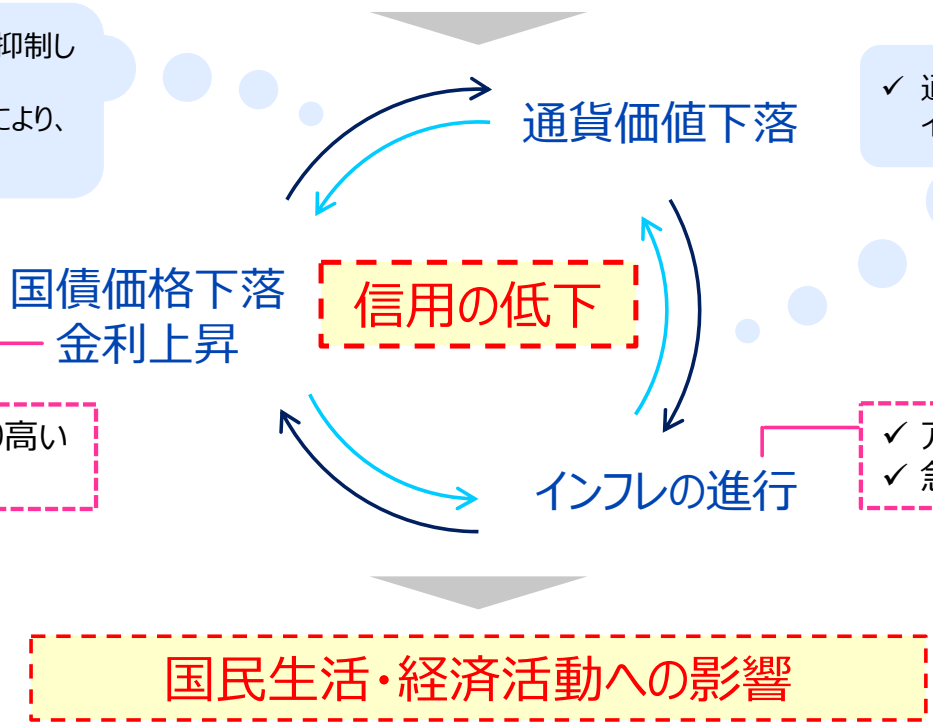 抑制し
により、
通貨価値下落
✓
国債価格下落
金利上昇
信用の低下
高い
✓
✓ 急
インフレの進行
国民生活・経済活動への影響